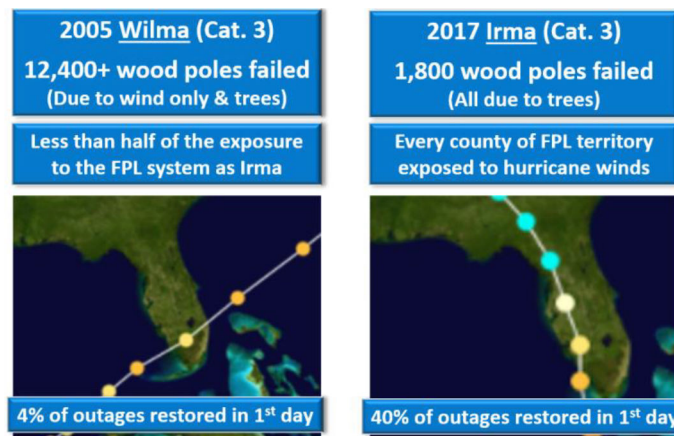 2005 Wilma (Cat. 3)
12,400+ wood poles failed
(Due to wind only & trees)
Less than half of the exposure
to the FPL system as Irma
4% of outages restored in 1st day
2017 Irma (Cat. 3)
1,800 wood poles failed
(All due to trees)
Every county of FPL territory
exposed to hurricane winds
40% of outages restored in 1st day